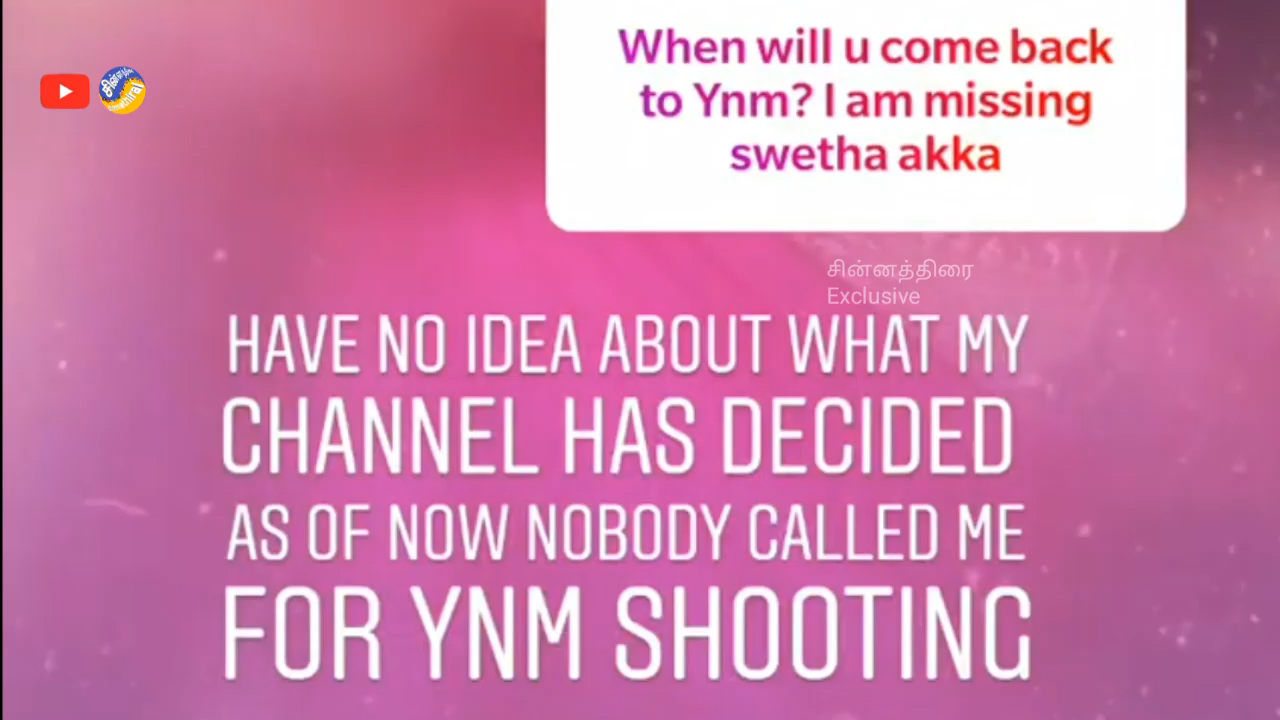 When will u come back
to Ynm? I am missing
swetha akka
சின்னத்திரை
Exclusive
HAVE NO IDEA ABOUT WHAT MY
CHANNEL HAS DECIDED
AS OF NOW NOBODY CALLED ME
FOR YNM SHOOTING